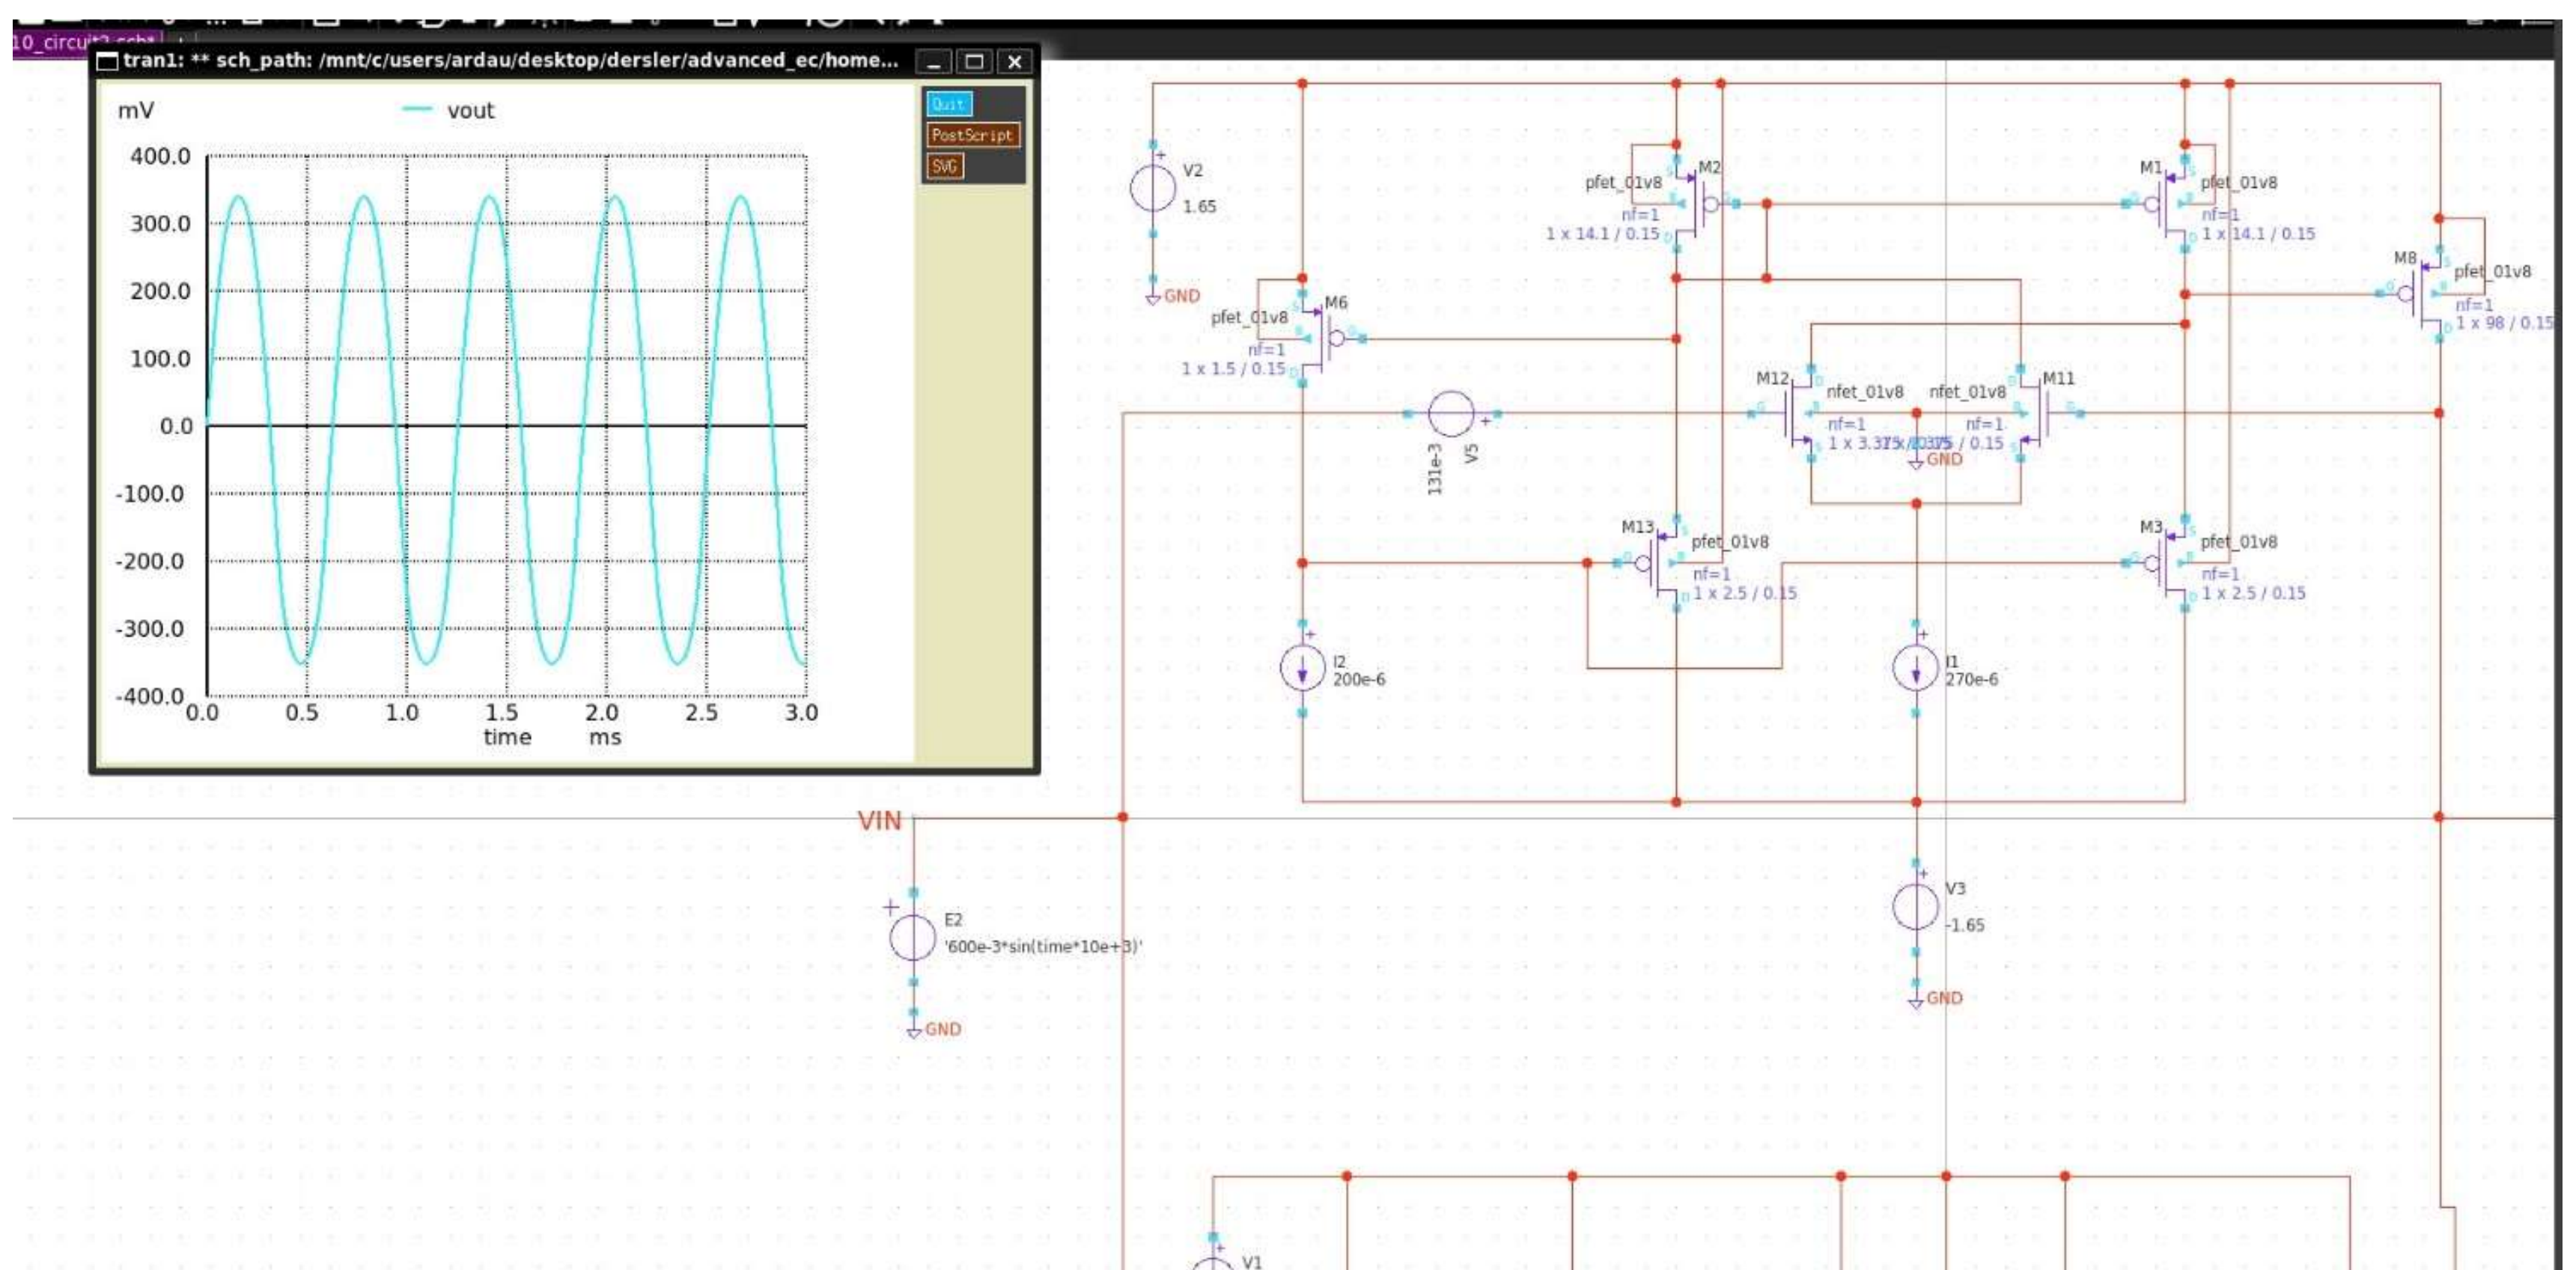 10_circuit2.sch*
tran1: ** sch_path: /mnt/c/users/ardau/desktop/dersler/advanced_ec/home...
Quit
PostScript
SVG
mV
vout
400.0
300.0
200.0
100.0
0.0
-100.0
-200.0
-300.0
-400.0
0.0 0.5 1.0 1.5 2.0 2.5 3.0
time ms
V2
1.65
GND
M6
pfet_01v8
nf=1
1 x 1.5 / 0.15
M2
pfet_01v8
nf=1
1 x 14.1 / 0.15
M1
pfet_01v8
nf=1
1 x 14.1 / 0.15
M8
pfet_01v8
nf=1
1 x 98 / 0.15
M12
nfet_01v8
nf=1
nfet_01v8
M11
nf=1
GND
131e-3
V5
M13
pfet_01v8
nf=1
1 x 2.5 / 0.15
M3
pfet_01v8
nf=1
1 x 2.5 / 0.15
I2
200e-6
I1
270e-6
VIN
E2
'600e-3*sin(time*10e+3)'
GND
V3
-1.65
GND
V1